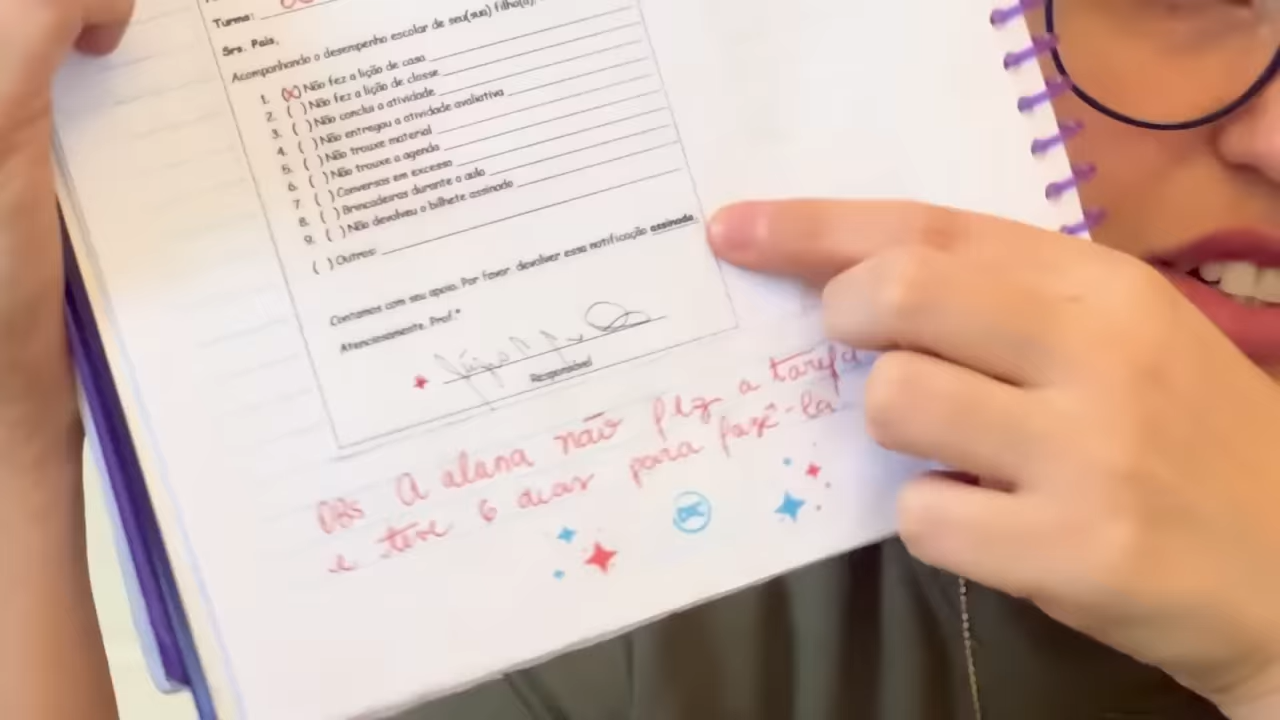 Turma:
Srs. Pais,
Acompanhando o desempenho escolar de seu(sua) filho(a),
1. (X) Não fez a lição de casa
2. ( ) Não fez a lição de classe
3. ( ) Não conclui a atividade
4. ( ) Não entregou a atividade avaliativa
5. ( ) Não trouxe material
6. ( ) Não trouxe a agenda
7. ( ) Conversas em excesso
8. ( ) Brincadeiras durante a aula
9. ( ) Não devolveu o bilhete assinado
( ) Outros:
Contamos com seu apoio. Por favor devolver essa notificação assinada.
Atenciosamente, Prof.ª
Responsável
OBs A alana não fez a tarefa
e teve 6 dias para fazê-la